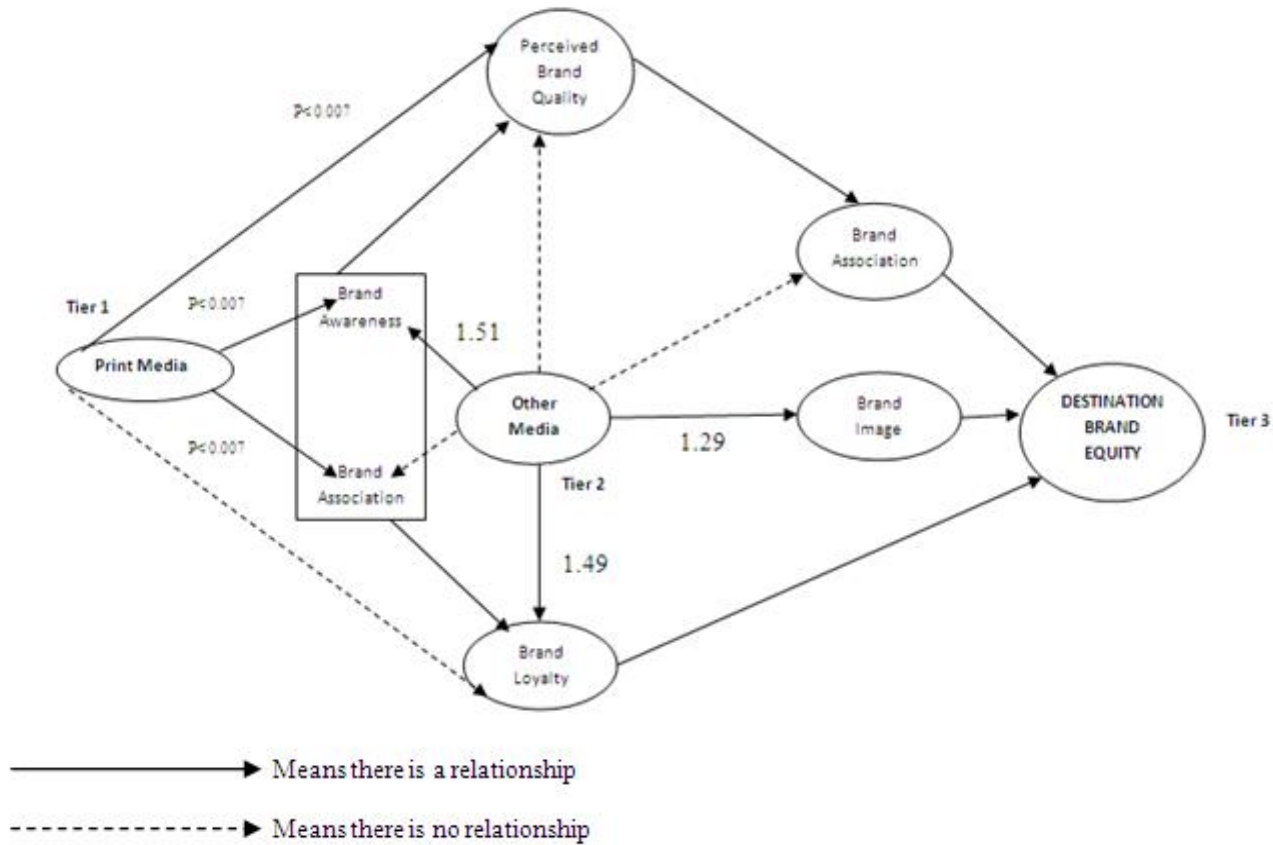 Perceived
Brand
Quality
P< 0.007
Brand
Association
Tier 1
P< 0.007
Brand
Awareness
1.51
Print Media
Other
Media
Brand
Image
DESTINATION
BRAND
EQUITY
Tier 3
P< 0.007
1.29
Brand
Association
Tier 2
1.49
Brand
Loyalty
Means there is a relationship
Means there is no relationship